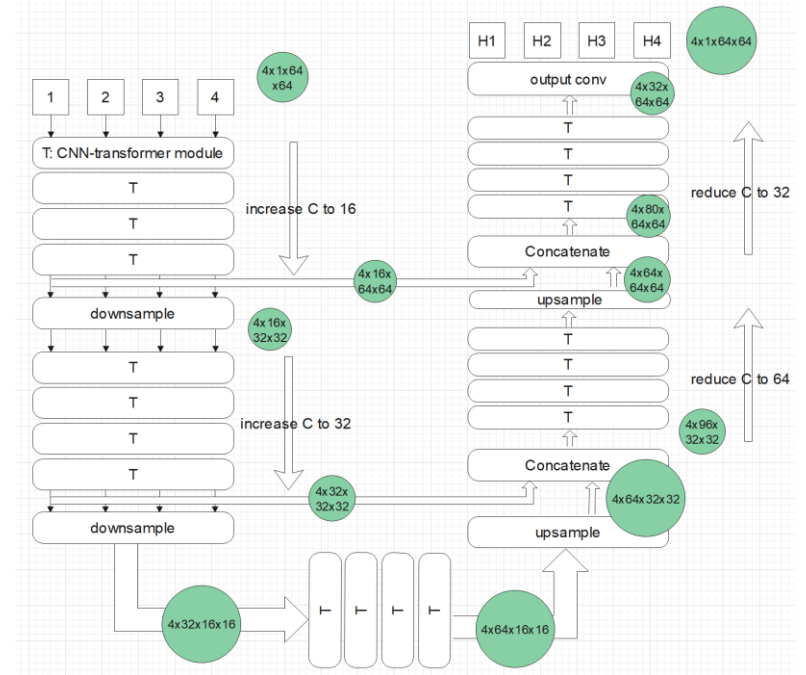 1
2
3
4
4x1x64
x64
T: CNN-transformer module
T
T
T
increase C to 16
4x16x
64x64
downsample
4x16x
32x32
T
T
T
T
increase C to 32
4x32x
32x32
downsample
4x32x16x16
T
T
T
T
4x64x16x16
upsample
4x64x32x32
Concatenate
4x96x
32x32
T
T
T
T
reduce C to 64
upsample
4x64x
64x64
Concatenate
4x80x
64x64
T
T
T
T
reduce C to 32
4x32x
64x64
output conv
H1
H2
H3
H4
4x1x64x64